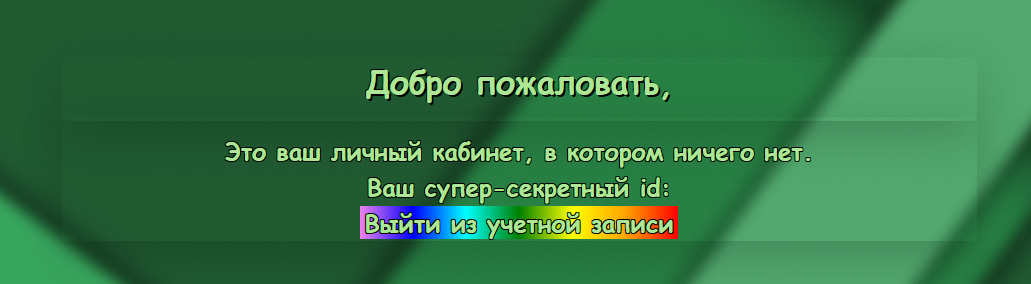 Добро пожаловать,
Это ваш личный кабинет, в котором ничего нет.
Ваш супер-секретный id:
Выйти из учетной записи